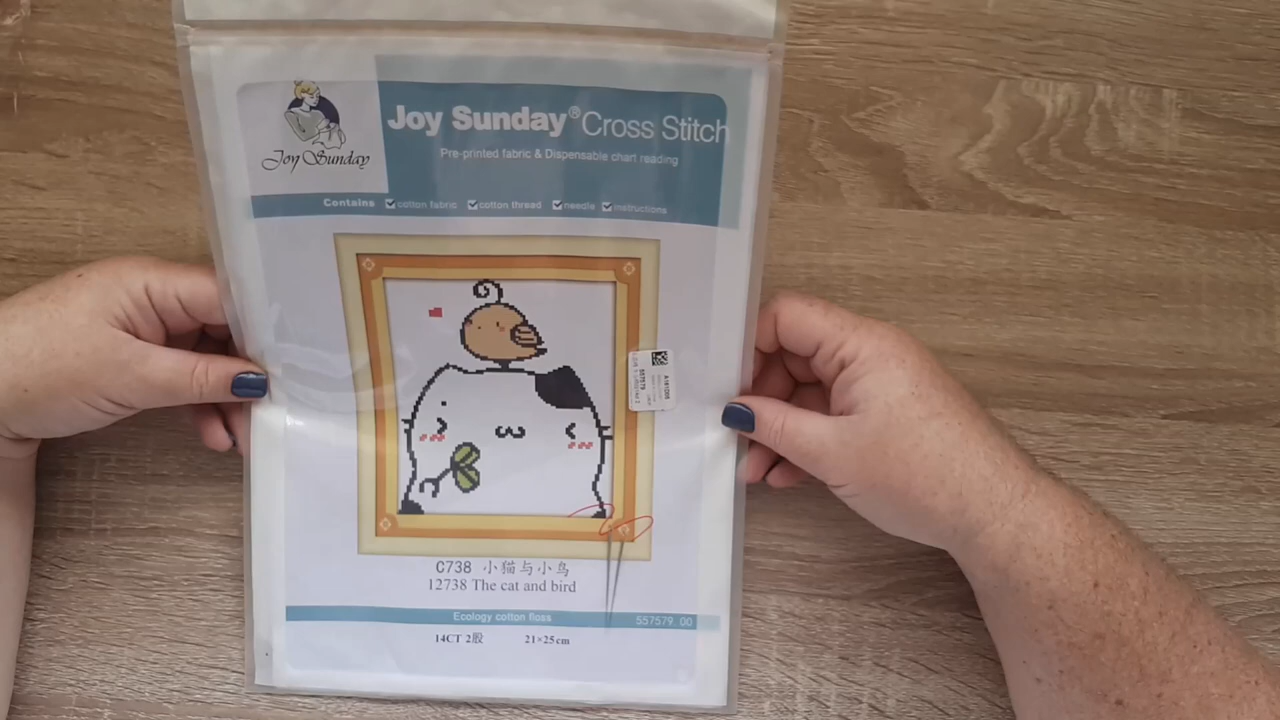 Joy Sunday® Cross Stitch
Joy Sunday
Pre-printed fabric & Dispensable chart reading
Contains cotton fabric cotton thread needle instructions
557579
C738 小猫与小鸟
12738 The cat and bird
Ecology cotton floss 557579.00
14CT 2股 21×25cm